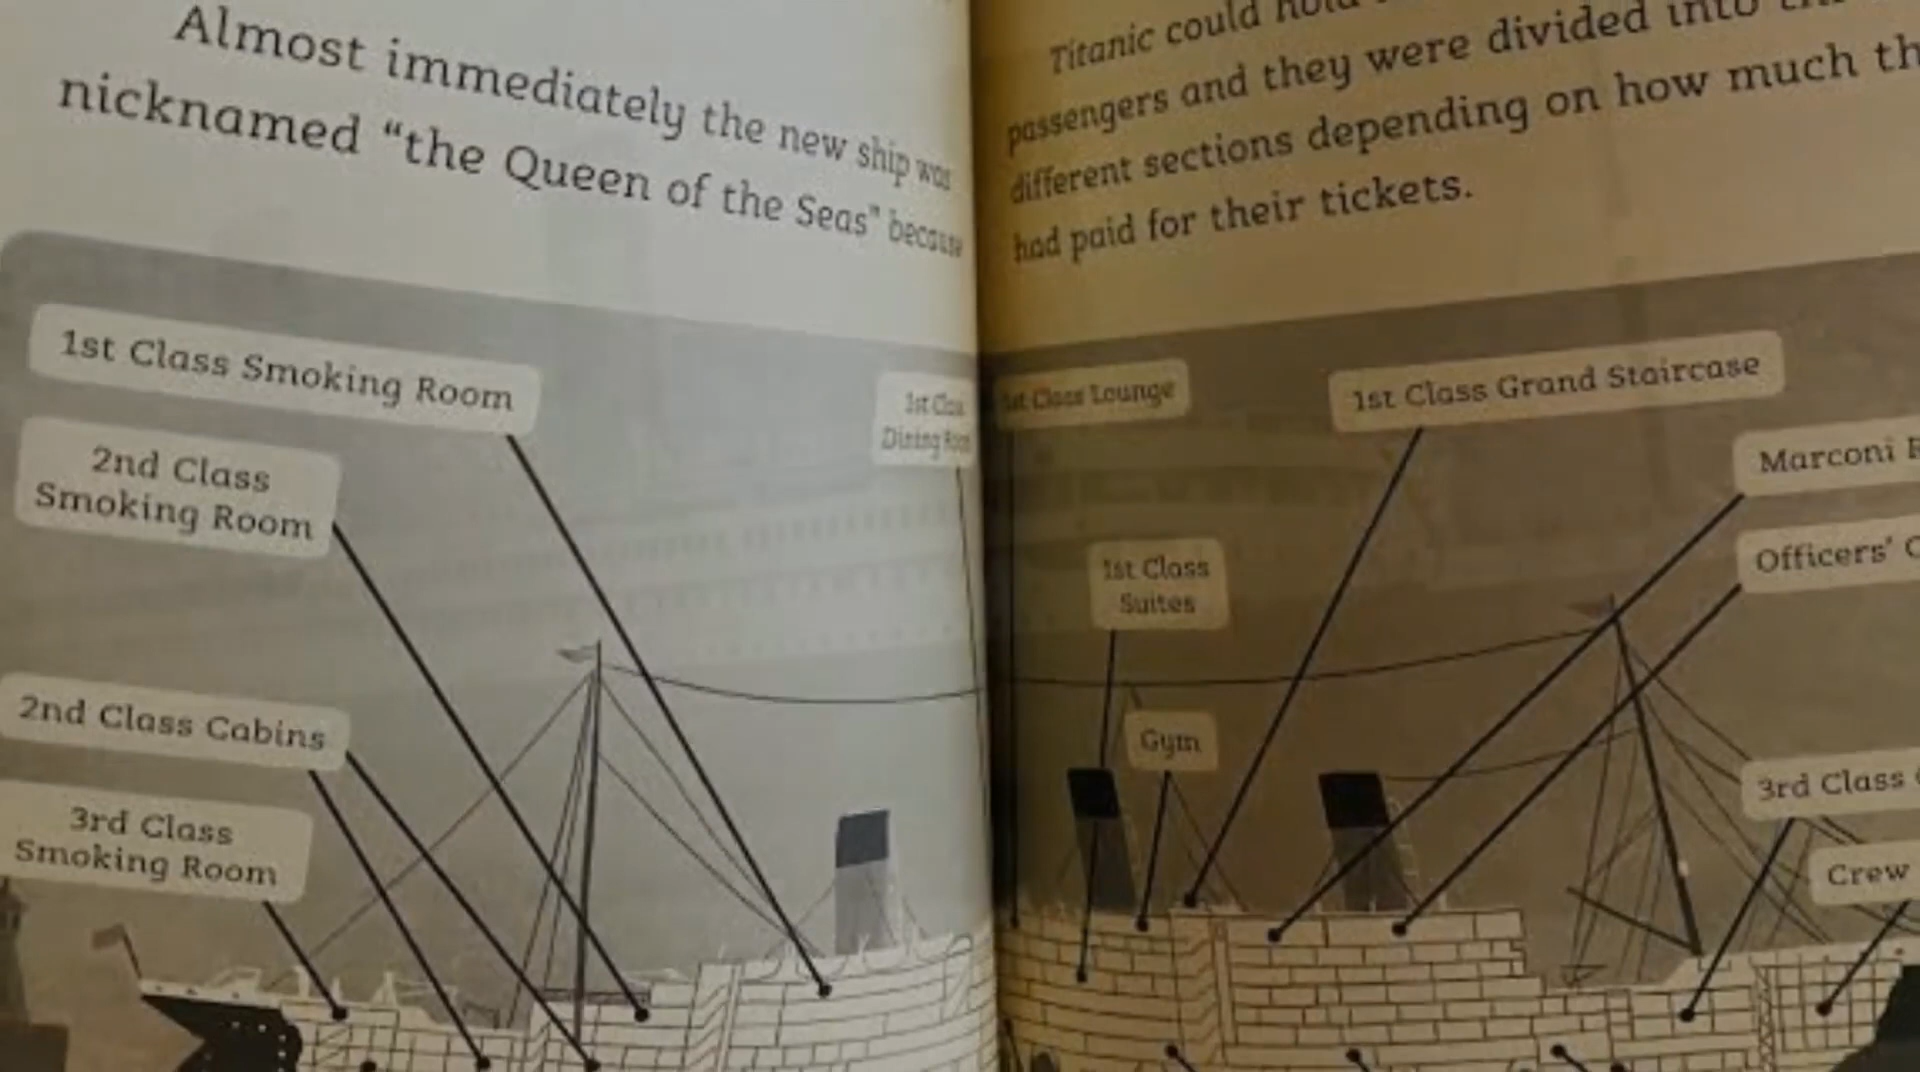 Almost immediately the new ship was
nicknamed “the Queen of the Seas” because
1st Class Smoking Room
2nd Class
Smoking Room
1st
Dining
2nd Class Cabins
3rd Class
Smoking Room
Titanic could hold
passengers and they were divided into
different sections depending on how much
had paid for their tickets.
1st Class Lounge
1st Class Grand Staircase
Marconi
1st Class
Suites
Officers’
Gym
3rd Class
Crew